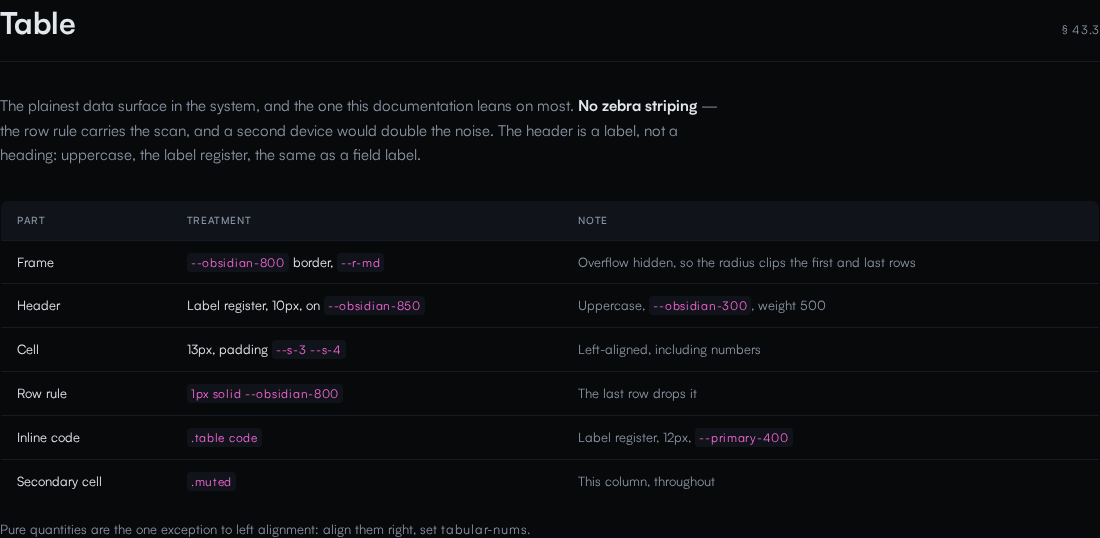 Table
§ 43.3
The plainest data surface in the system, and the one this documentation leans on most. No zebra striping —
the row rule carries the scan, and a second device would double the noise. The header is a label, not a
heading: uppercase, the label register, the same as a field label.
PART TREATMENT NOTE
Frame --obsidian-800 border, --r-md Overflow hidden, so the radius clips the first and last rows
Header Label register, 10px, on --obsidian-850 Uppercase, --obsidian-300, weight 500
Cell 13px, padding --s-3 --s-4 Left-aligned, including numbers
Row rule 1px solid --obsidian-800 The last row drops it
Inline code .table code Label register, 12px, --primary-400
Secondary cell .muted This column, throughout
Pure quantities are the one exception to left alignment: align them right, set tabular-nums.